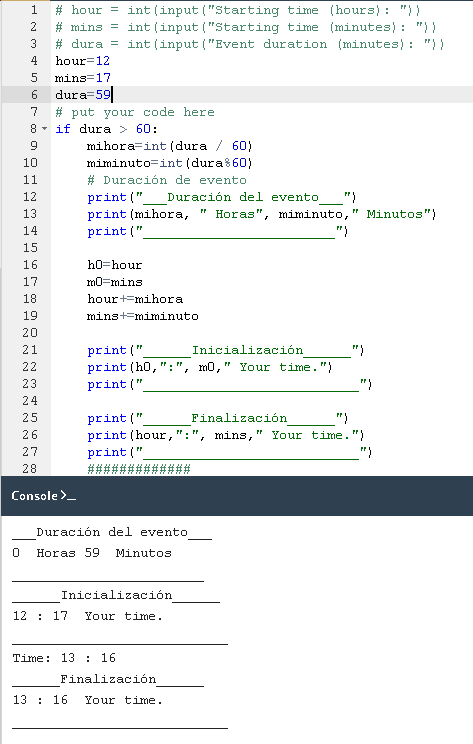 1 # hour = int(input("Starting time (hours): "))
2 # mins = int(input("Starting time (minutes): "))
3 # dura = int(input("Event duration (minutes): "))
4 hour=12
5 mins=17
6 dura=59
7 # put your code here
8 if dura > 60:
9     mihora=int(dura / 60)
10     miminuto=int(dura%60)
11     # Duración de evento
12     print("___Duración del evento___")
13     print(mihora, " Horas", miminuto," Minutos")
14     print("________________________")
15
16     h0=hour
17     m0=mins
18     hour+=mihora
19     mins+=miminuto
20
21     print("______Inicialización______")
22     print(h0,":", m0," Your time.")
23     print("___________________________")
24
25     print("______Finalización______")
26     print(hour,":", mins," Your time.")
27     print("___________________________")
28     #############
Console>_
___Duración del evento___
0  Horas 59  Minutos
________________________
______Inicialización______
12 : 17  Your time.
___________________________
Time: 13 : 16
______Finalización______
13 : 16  Your time.
___________________________